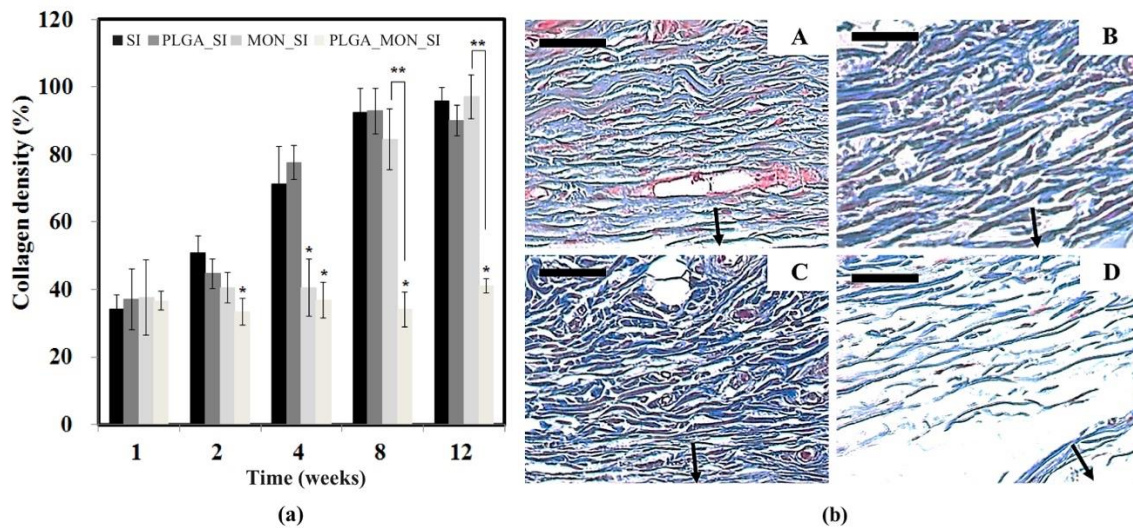 120
100
80
60
40
20
0
Collagen density (%)
SI PLGA_SI MON_SI PLGA_MON_SI
*
*
*
**
*
**
*
1 2 4 8 12
Time (weeks)
(a)
A
B
C
D
(b)